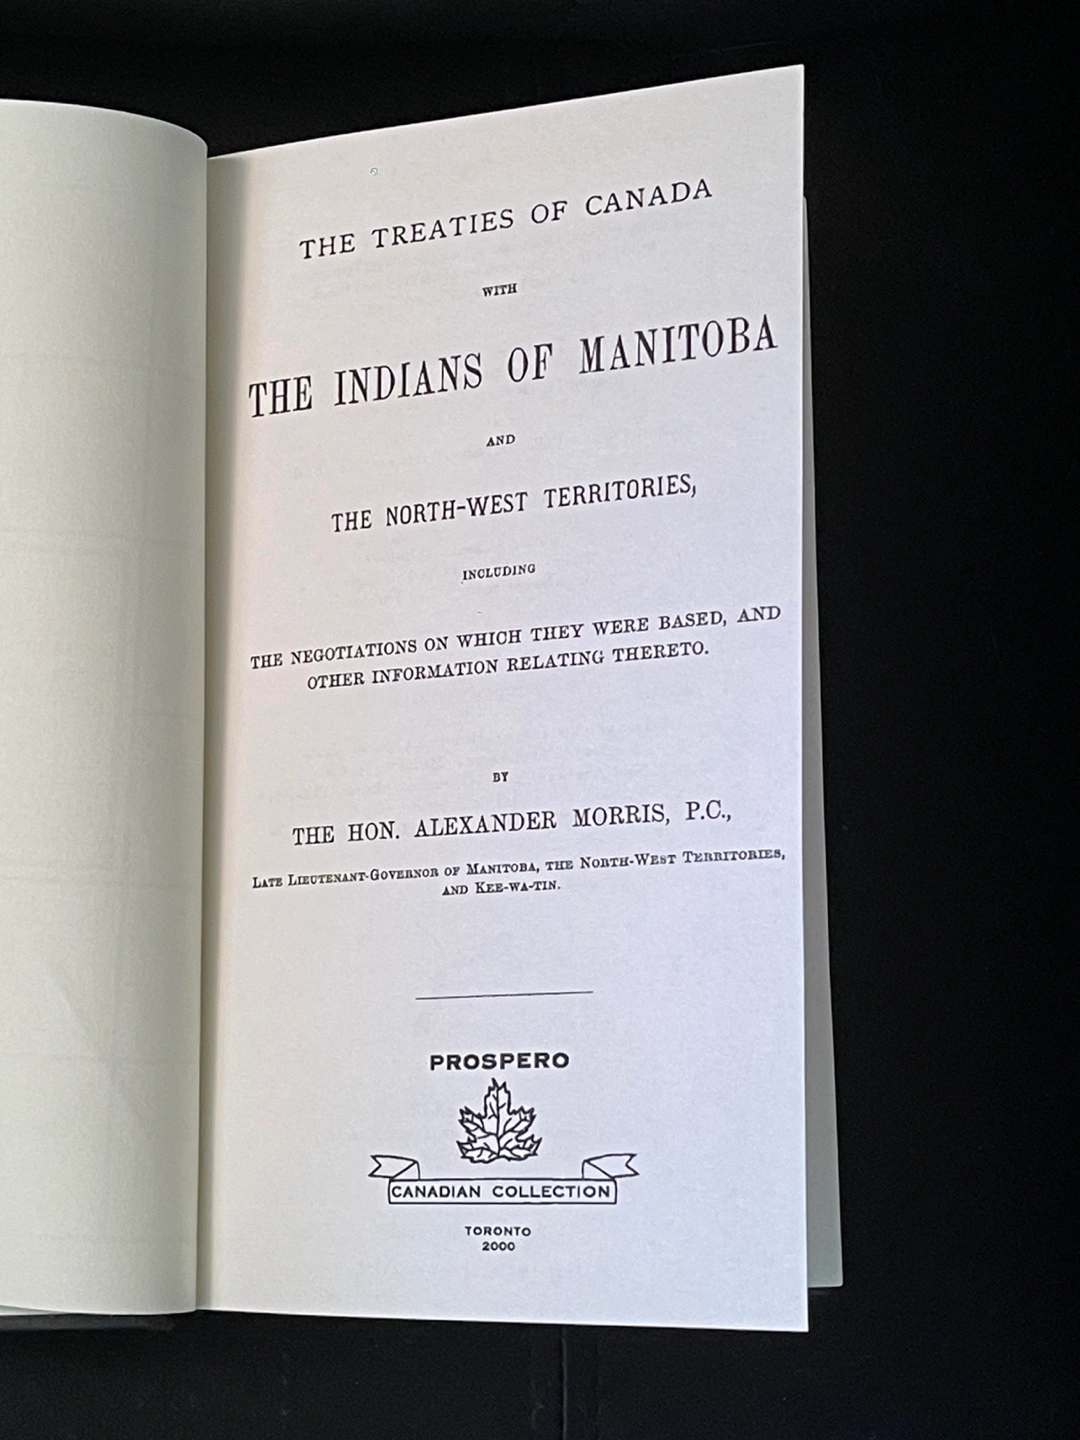 THE TREATIES OF CANADA
WITH
THE INDIANS OF MANITOBA
AND
THE NORTH-WEST TERRITORIES,
INCLUDING
THE NEGOTIATIONS ON WHICH THEY WERE BASED, AND
OTHER INFORMATION RELATING THERETO.
BY
THE HON. ALEXANDER MORRIS, P.C.,
LATE LIEUTENANT-GOVERNOR OF MANITOBA, THE NORTH-WEST TERRITORIES,
AND KEE-WA-TIN.
PROSPERO
CANADIAN COLLECTION
TORONTO
2000